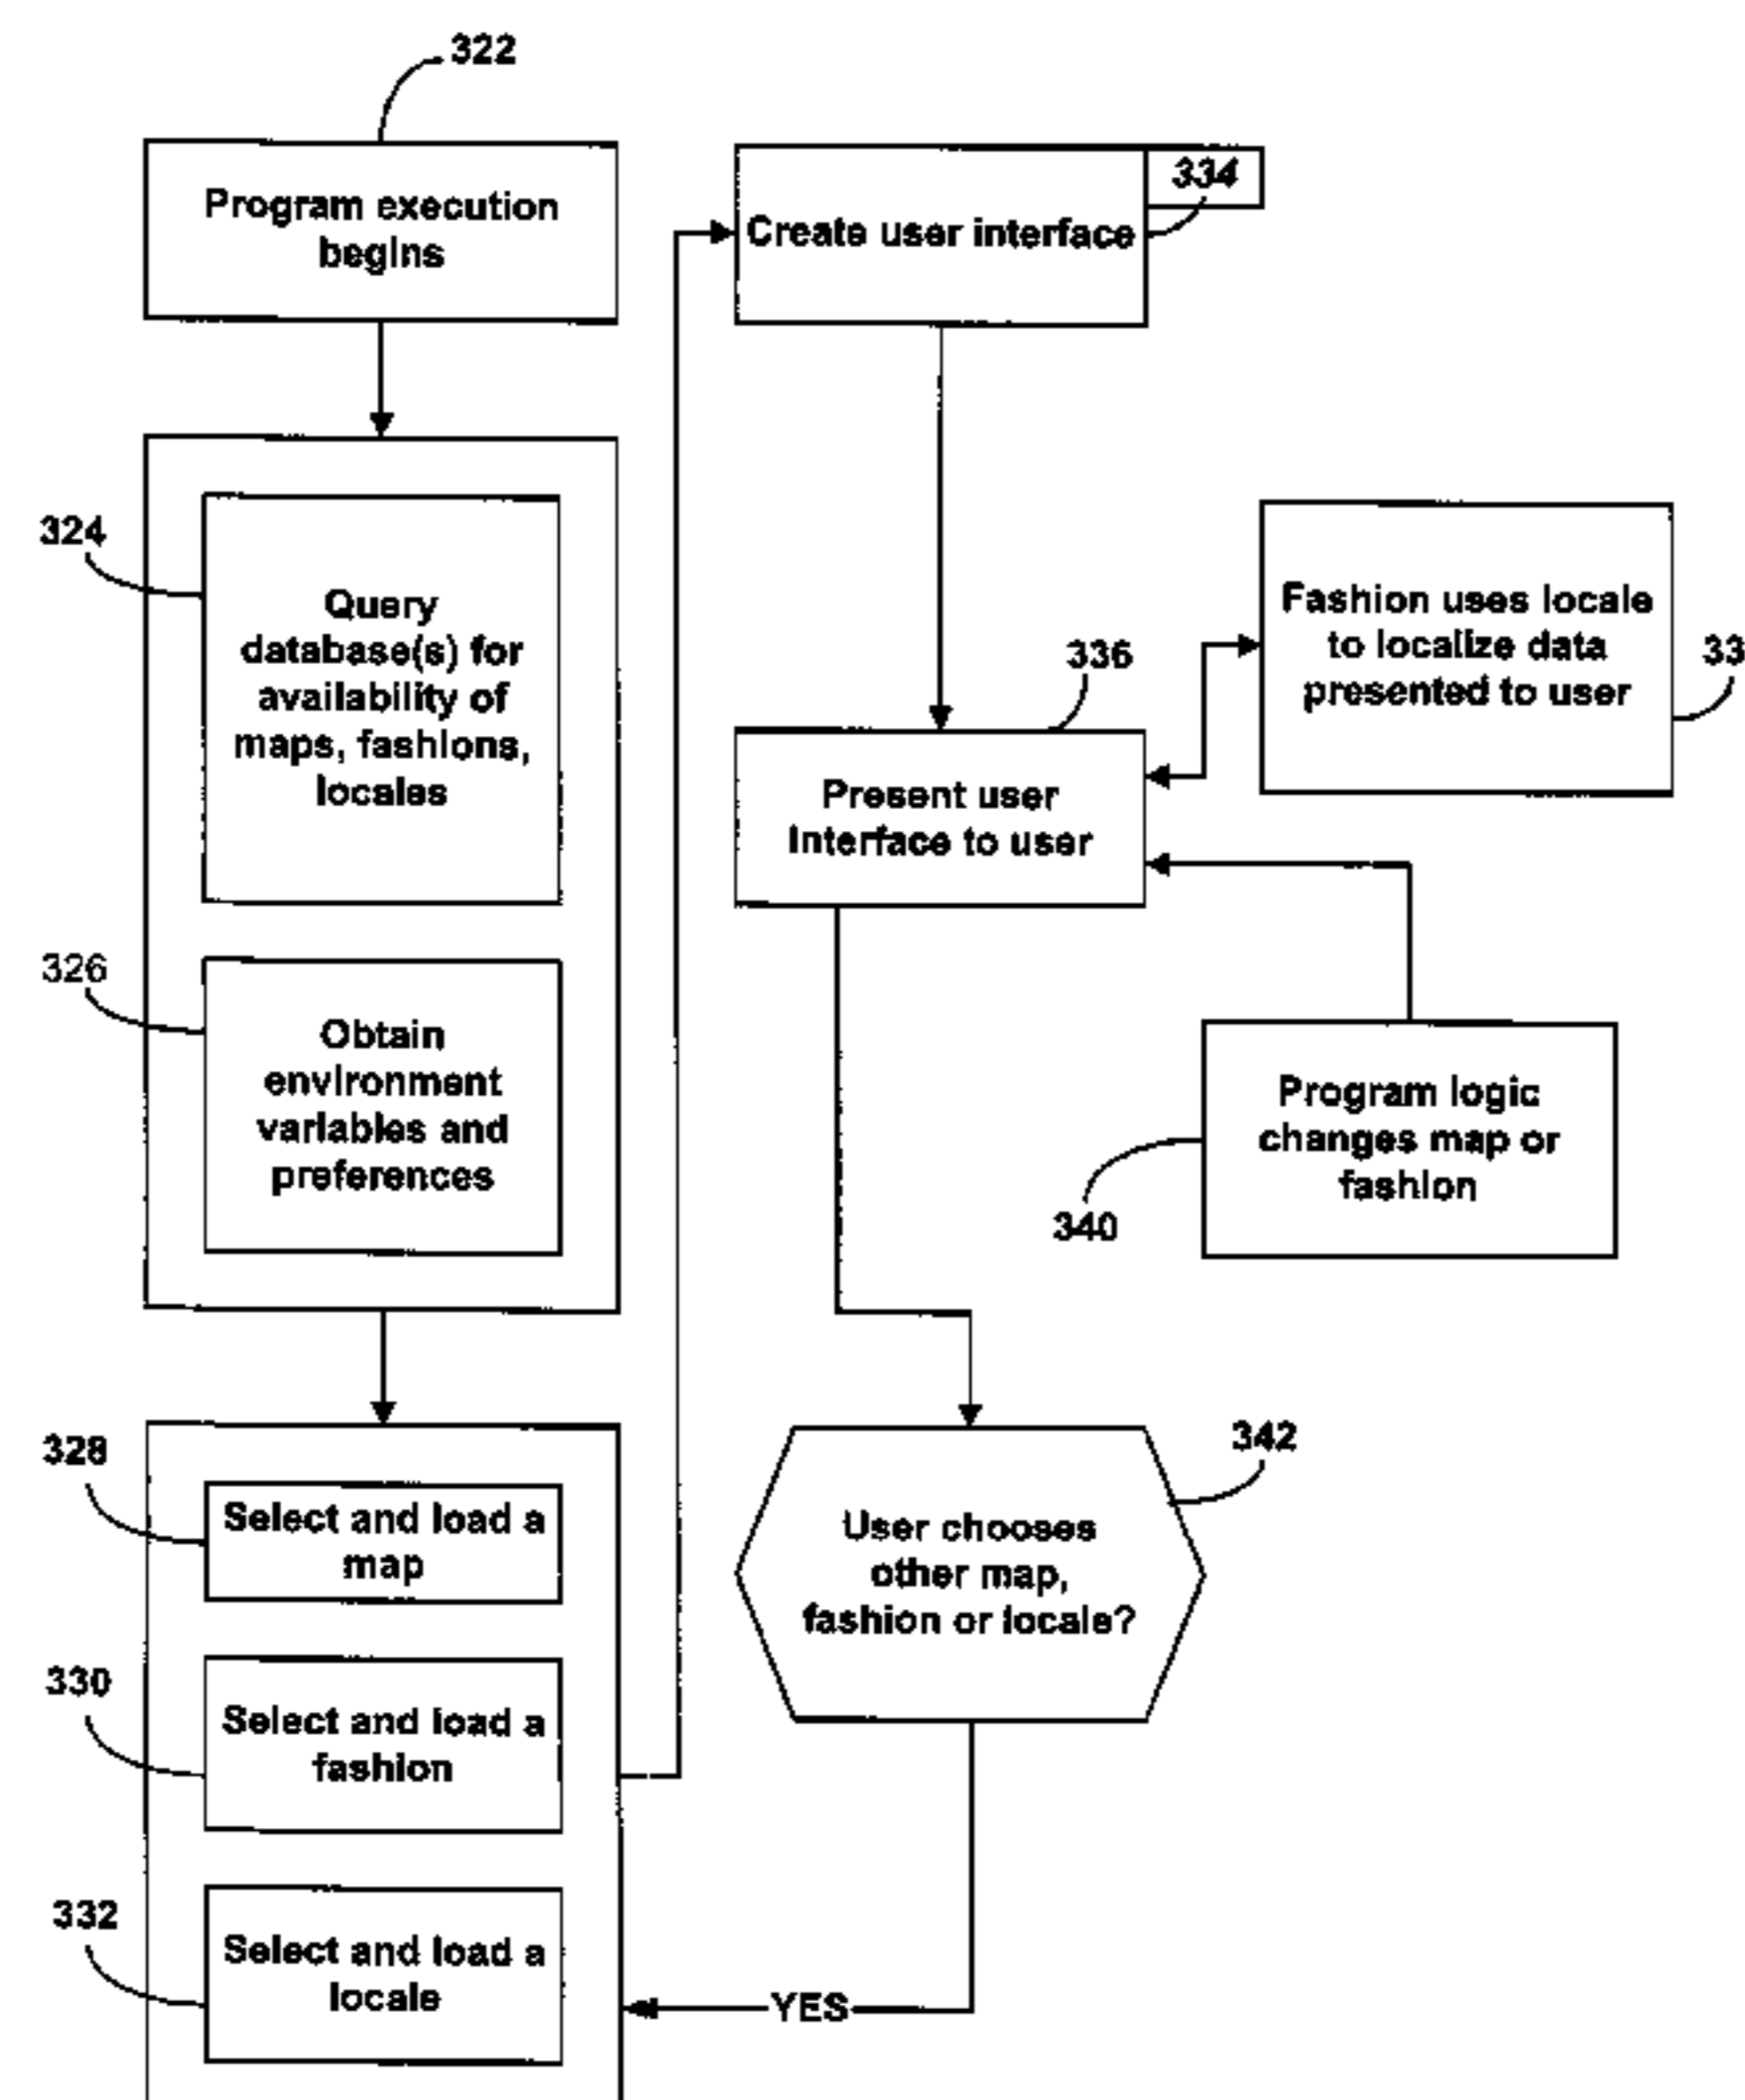 322
Program execution
begins
324
Query
database(s) for
availability of
maps, fashions,
locales
326
Obtain
environment
variables and
preferences
328
Select and load a
map
330
Select and load a
fashion
332
Select and load a
locale
334
Create user interface
336
Present user
interface to user
Fashion uses locale
to localize data
presented to user
33
340
Program logic
changes map or
fashion
342
User chooses
other map,
fashion or locale?
YES